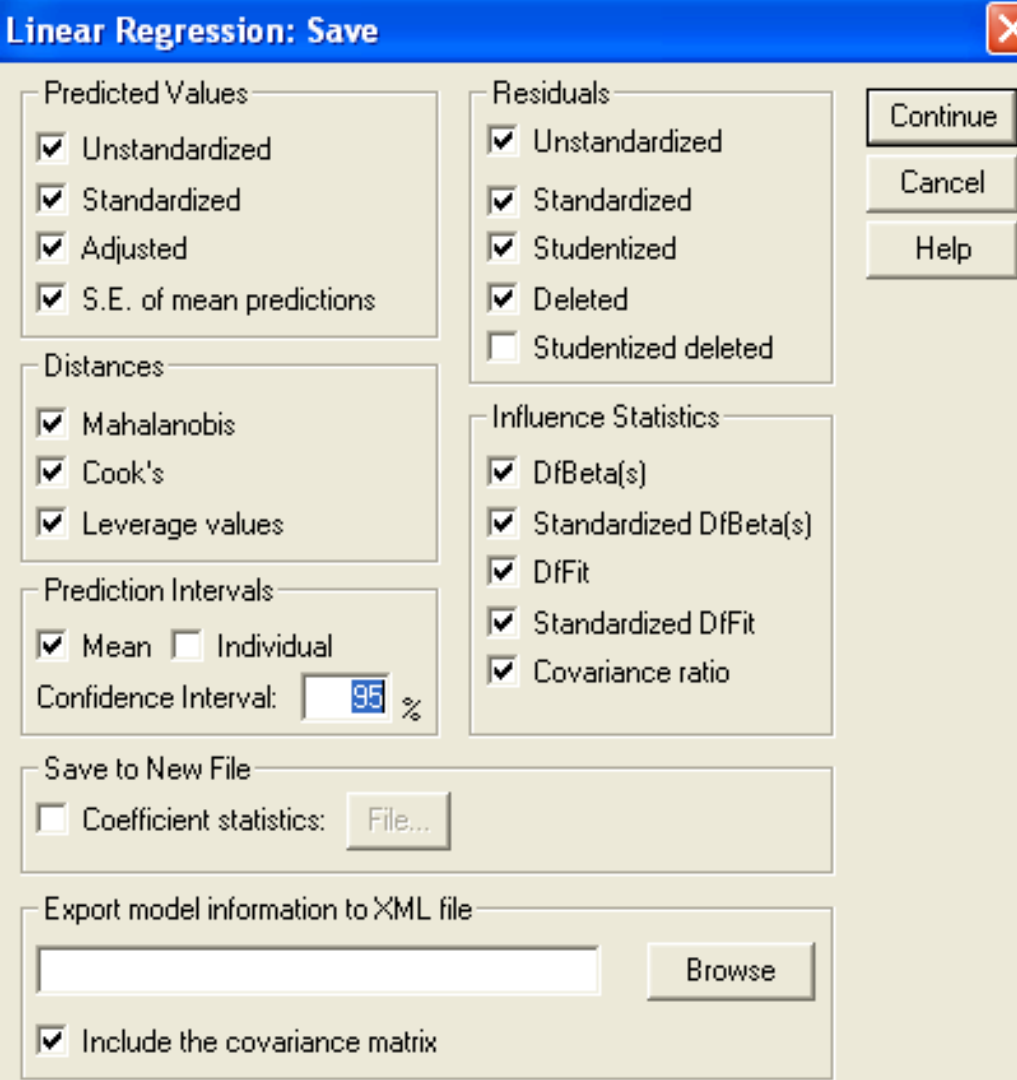 Linear Regression: Save
Predicted Values
Unstandardized
Standardized
Adjusted
S.E. of mean predictions
Distances
Mahalanobis
Cook's
Leverage values
Prediction Intervals
Mean Individual
Confidence Interval: 95 %
Residuals
Unstandardized
Standardized
Studentized
Deleted
Studentized deleted
Influence Statistics
DfBeta(s)
Standardized DfBeta(s)
DfFit
Standardized DfFit
Covariance ratio
Continue
Cancel
Help
Save to New File
Coefficient statistics: File...
Export model information to XML file
Browse
Include the covariance matrix